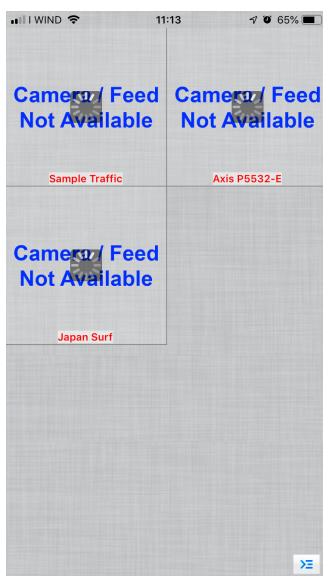 I WIND 11:13 65%
Camera / Feed Camera / Feed
Not Available Not Available
Sample Traffic Axis P5532-E
Camera / Feed
Not Available
Japan Surf